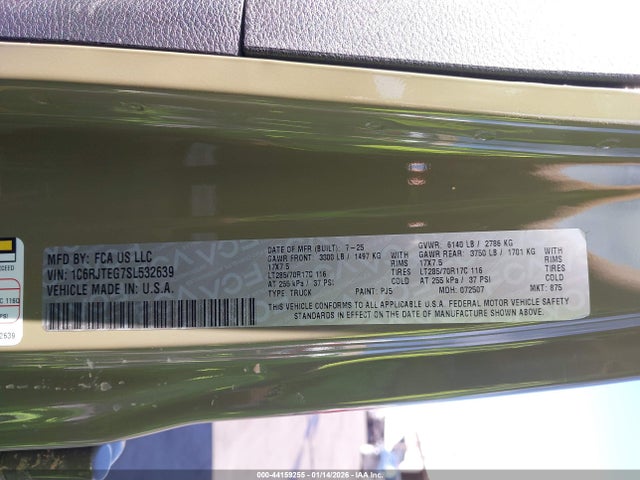 MFD BY: FCA US LLC
VIN: 1C6RJTEG7SL532639
VEHICLE MADE IN: U.S.A.
DATE OF MFR (BUILT): 7-25
GAWR FRONT: 3300 LB / 1497 KG WITH
17X7.5 RIMS
LT285/70R17C 116 TIRES
AT 255 kPa / 37 PSI COLD
TYPE: TRUCK PAINT: PJ5
GVWR: 6140 LB / 2786 KG
GAWR REAR: 3750 LB / 1701 KG WITH
17X7.5 RIMS
LT285/70R17C 116 TIRES
AT 255 kPa / 37 PSI COLD
MDH: 072507 MKT: 875
THIS VEHICLE CONFORMS TO ALL APPLICABLE U.S.A. FEDERAL MOTOR VEHICLE SAFETY
STANDARDS IN EFFECT ON THE DATE OF MANUFACTURE SHOWN ABOVE.
C 116Q
PSI
2639
000-44159255 - 01/14/2026 - IAA Inc.